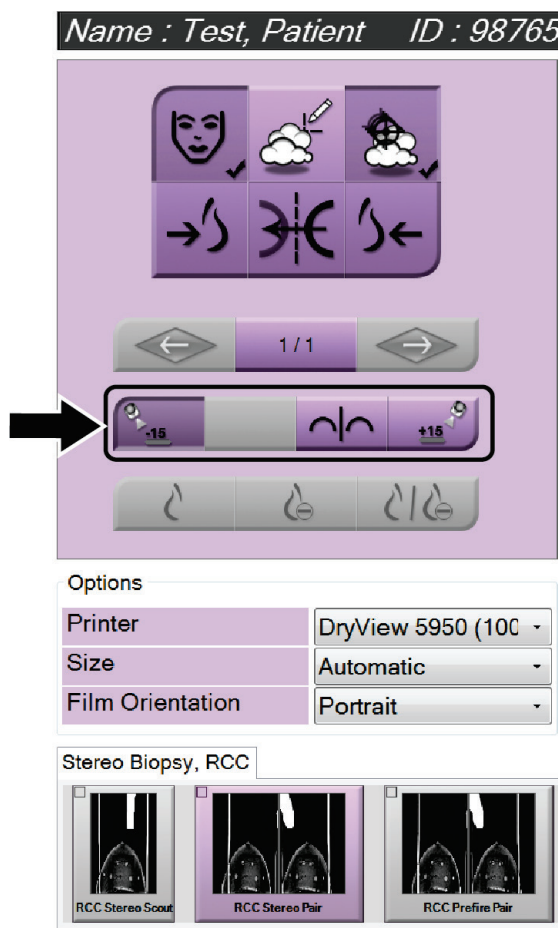 Name : Test, Patient ID : 98765
1 / 1
-15
+15
Options
Printer
DryView 5950 (100
Size
Automatic
Film Orientation
Portrait
Stereo Biopsy, RCC
RCC Stereo Scout
RCC Stereo Pair
RCC Prefire Pair